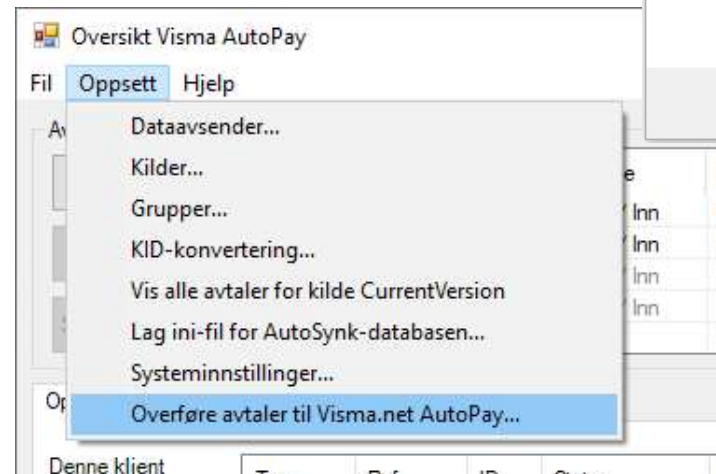 Oversikt Visma AutoPay
Fil Oppsett Hjelp
Dataavsender...
Kilder...
Grupper...
KID-konvertering...
Vis alle avtaler for kilde CurrentVersion
Lag ini-fil for AutoSynk-databasen...
Systeminnstillinger...
Overføre avtaler til Visma.net AutoPay...
Inn
Inn
Inn
Inn
Denne klient